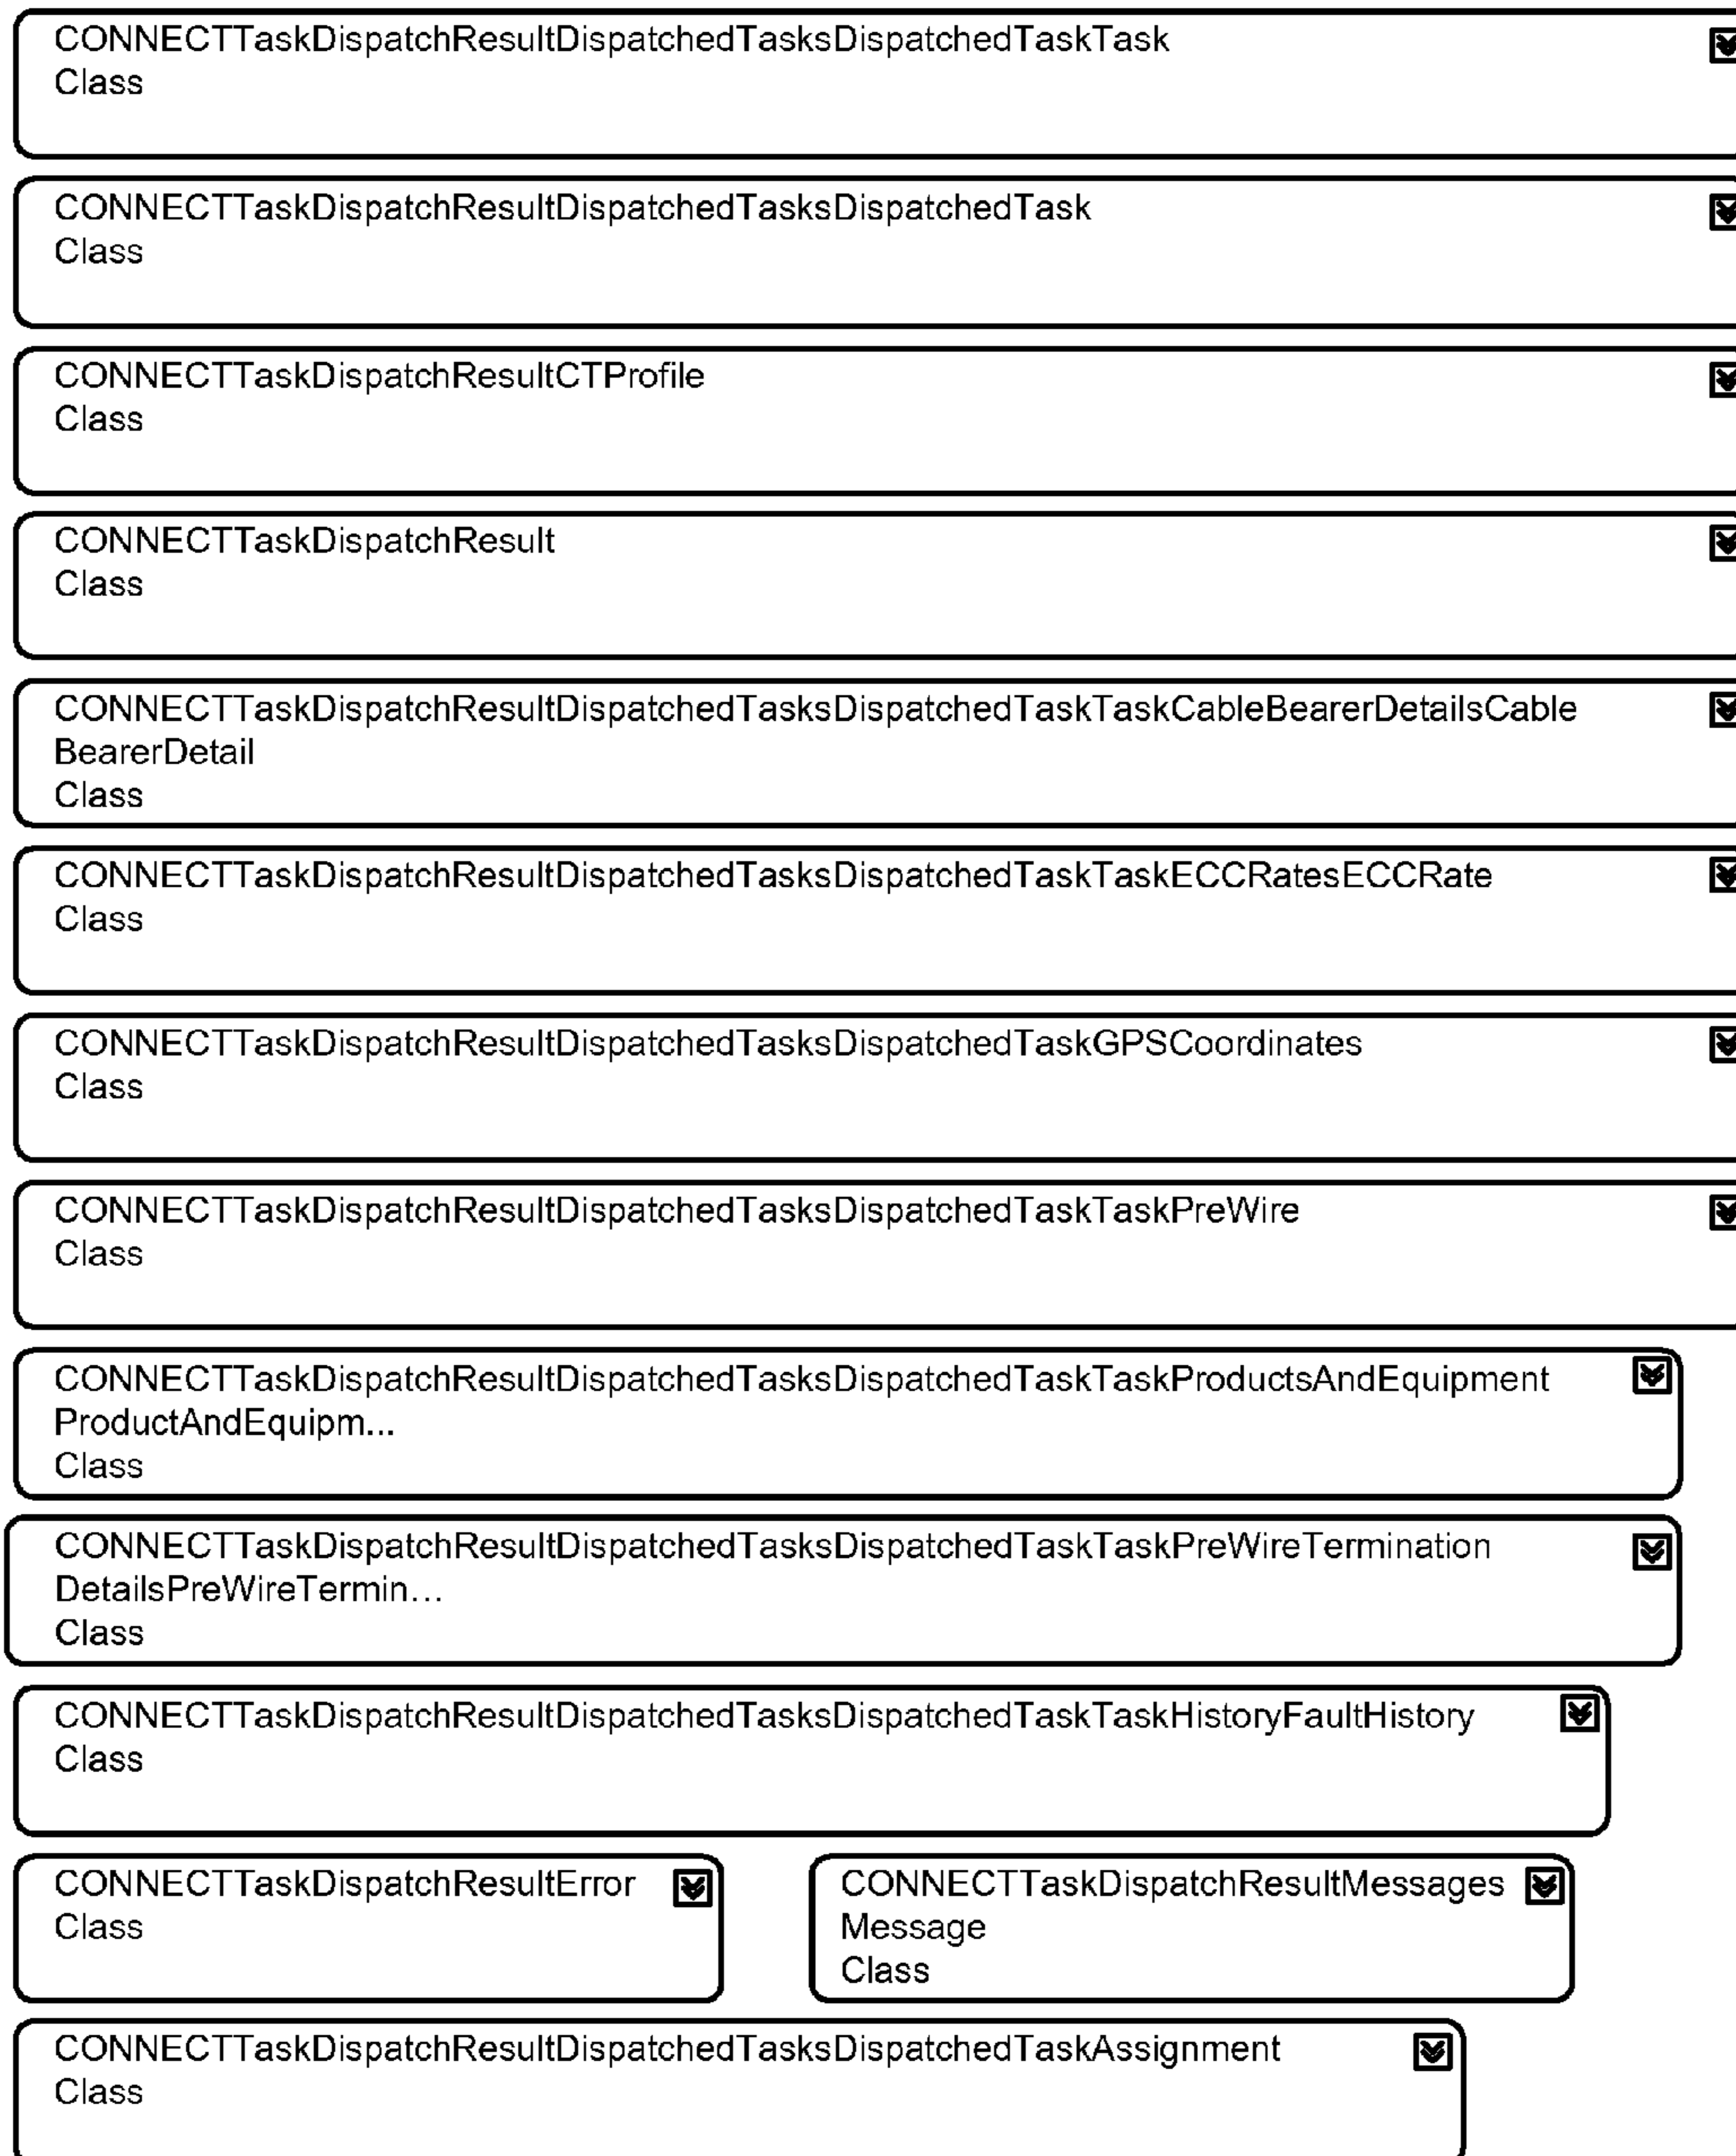 CONNECTTaskDispatchResultDispatchedTasksDispatchedTaskTask
Class
CONNECTTaskDispatchResultDispatchedTasksDispatchedTask
Class
CONNECTTaskDispatchResultCTProfile
Class
CONNECTTaskDispatchResult
Class
CONNECTTaskDispatchResultDispatchedTasksDispatchedTaskTaskCableBearerDetailsCable
BearerDetail
Class
CONNECTTaskDispatchResultDispatchedTasksDispatchedTaskTaskECCRatesECCRate
Class
CONNECTTaskDispatchResultDispatchedTasksDispatchedTaskGPSCoordinates
Class
CONNECTTaskDispatchResultDispatchedTasksDispatchedTaskTaskPreWire
Class
CONNECTTaskDispatchResultDispatchedTasksDispatchedTaskTaskProductsAndEquipment
ProductAndEquipm...
Class
CONNECTTaskDispatchResultDispatchedTasksDispatchedTaskTaskPreWireTermination
DetailsPreWireTermin...
Class
CONNECTTaskDispatchResultDispatchedTasksDispatchedTaskTaskHistoryFaultHistory
Class
CONNECTTaskDispatchResultError
Class
CONNECTTaskDispatchResultMessages
Message
Class
CONNECTTaskDispatchResultDispatchedTasksDispatchedTaskAssignment
Class